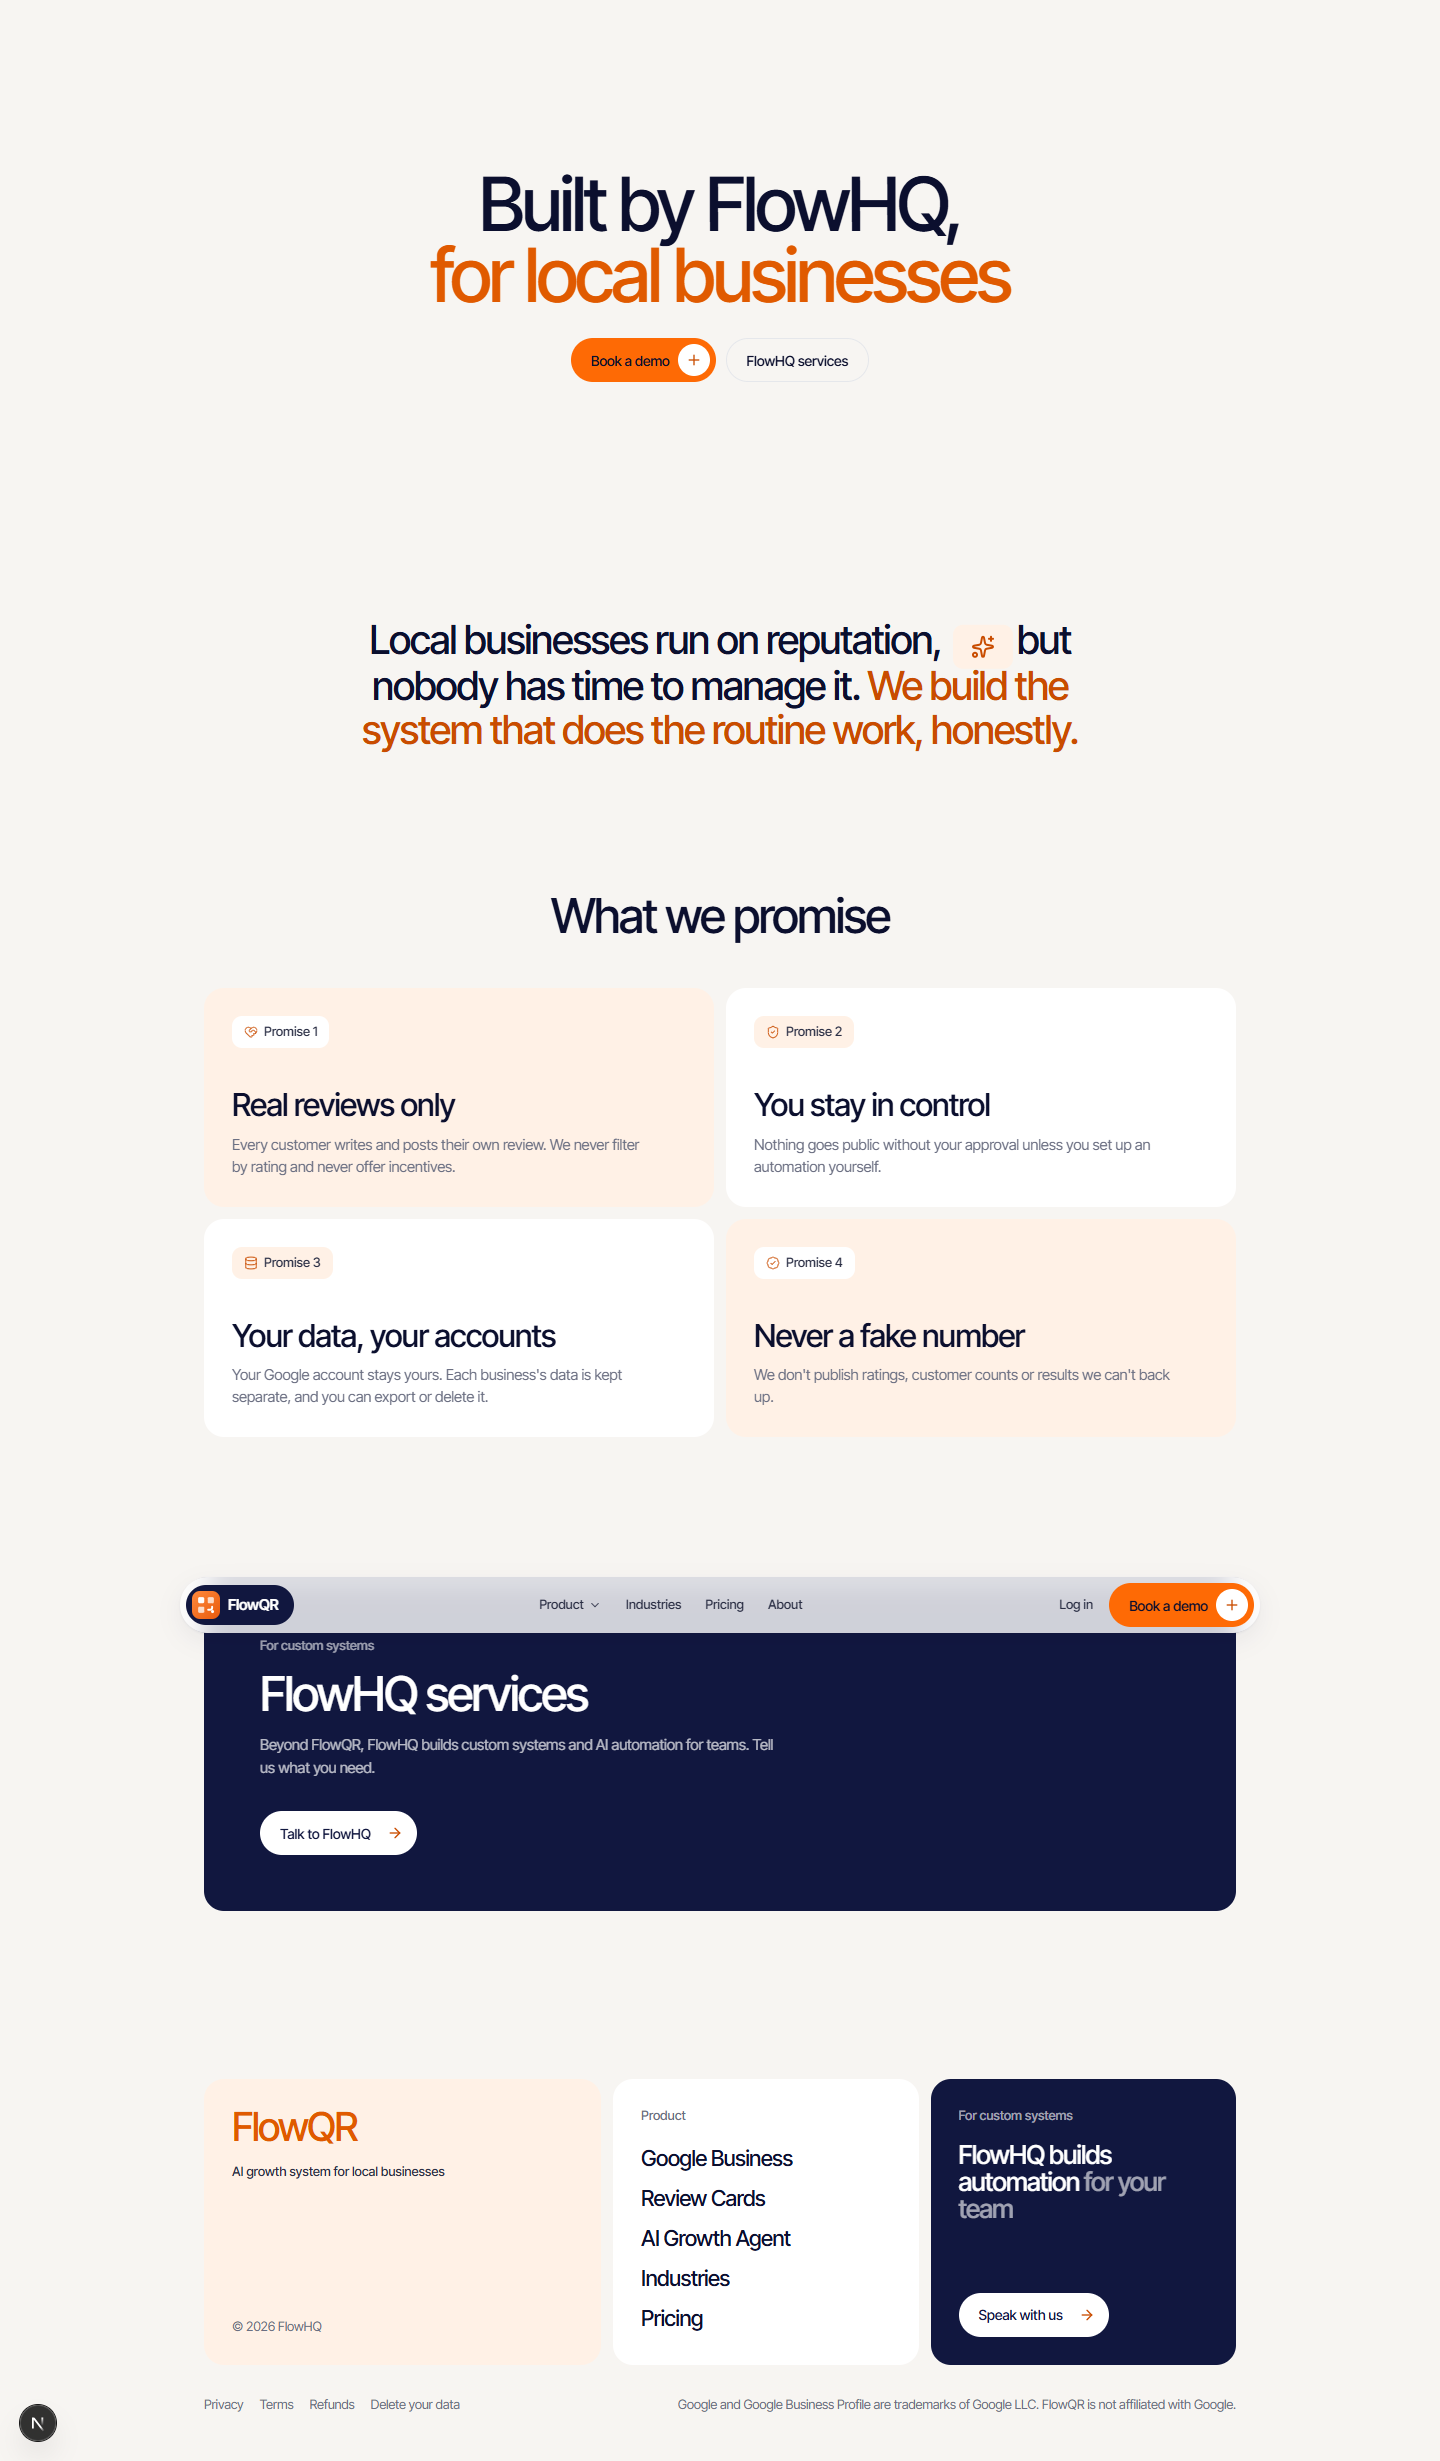 Built by FlowHQ,
for local businesses
Book a demo
FlowHQ services
Local businesses run on reputation, but
nobody has time to manage it. We build the
system that does the routine work, honestly.
What we promise
Promise 1
Real reviews only
Every customer writes and posts their own review. We never filter
by rating and never offer incentives.
Promise 2
You stay in control
Nothing goes public without your approval unless you set up an
automation yourself.
Promise 3
Your data, your accounts
Your Google account stays yours. Each business's data is kept
separate, and you can export or delete it.
Promise 4
Never a fake number
We don't publish ratings, customer counts or results we can't back
up.
FlowQR
Product
Industries
Pricing
About
Log in
Book a demo
For custom systems
FlowHQ services
Beyond FlowQR, FlowHQ builds custom systems and AI automation for teams. Tell
us what you need.
Talk to FlowHQ
FlowQR
AI growth system for local businesses
© 2026 FlowHQ
Product
Google Business
Review Cards
AI Growth Agent
Industries
Pricing
For custom systems
FlowHQ builds
automation for your
team
Speak with us
Privacy
Terms
Refunds
Delete your data
Google and Google Business Profile are trademarks of Google LLC. FlowQR is not affiliated with Google.
N